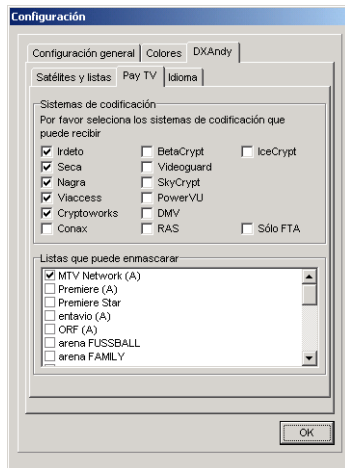 Configuración
Configuración general Colores DXAndy
Satélites y listas Pay TV Idioma
Sistemas de codificación
Por favor selecciona los sistemas de codificación que
puede recibir
Irdeto BetaCrypt IceCrypt
Seca Videoguard
Nagra SkyCrypt
Viaccess PowerVU
Cryptoworks DMV
Conax RAS Sólo FTA
Listas que puede enmascarar
MTV Network (A)
Premiere (A)
Premiere Star
entavio (A)
ORF (A)
arena FUSSBALL
arena FAMILY
OK